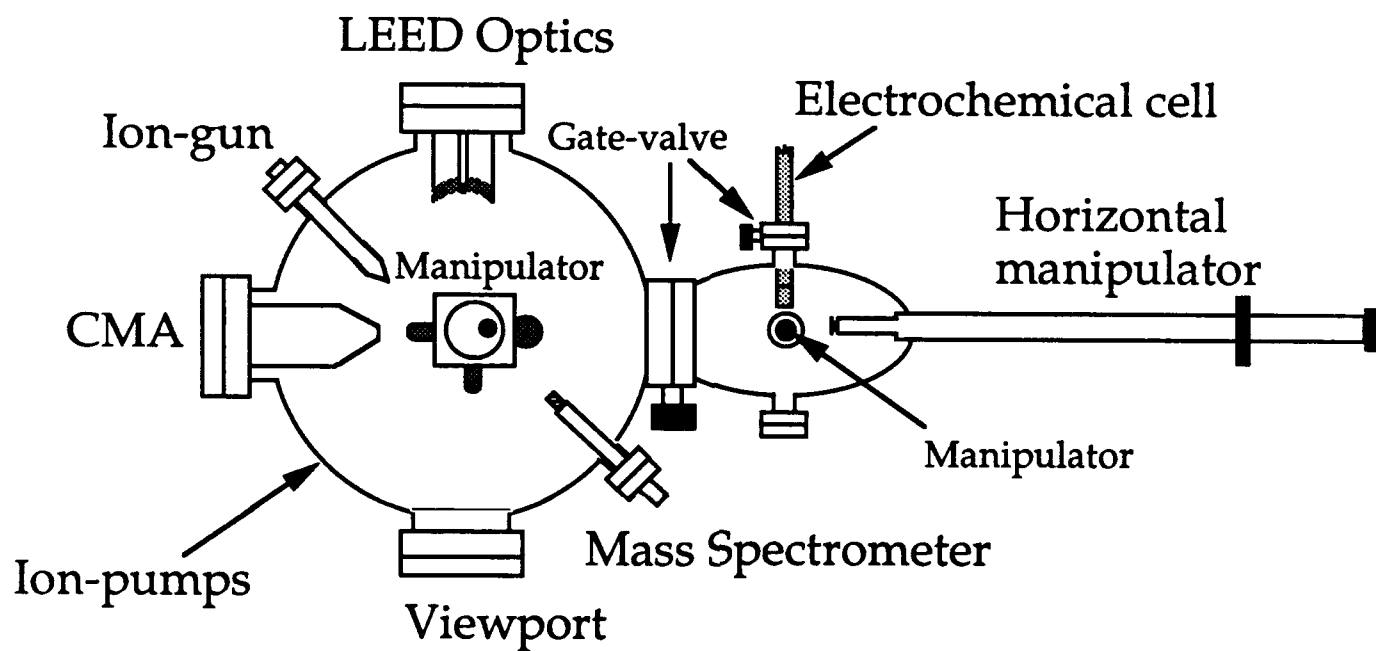 LEED Optics
Electrochemical cell
Ion-gun
Gate-valve
Horizontal
manipulator
Manipulator
CMA
Manipulator
Mass Spectrometer
Ion-pumps
Viewport